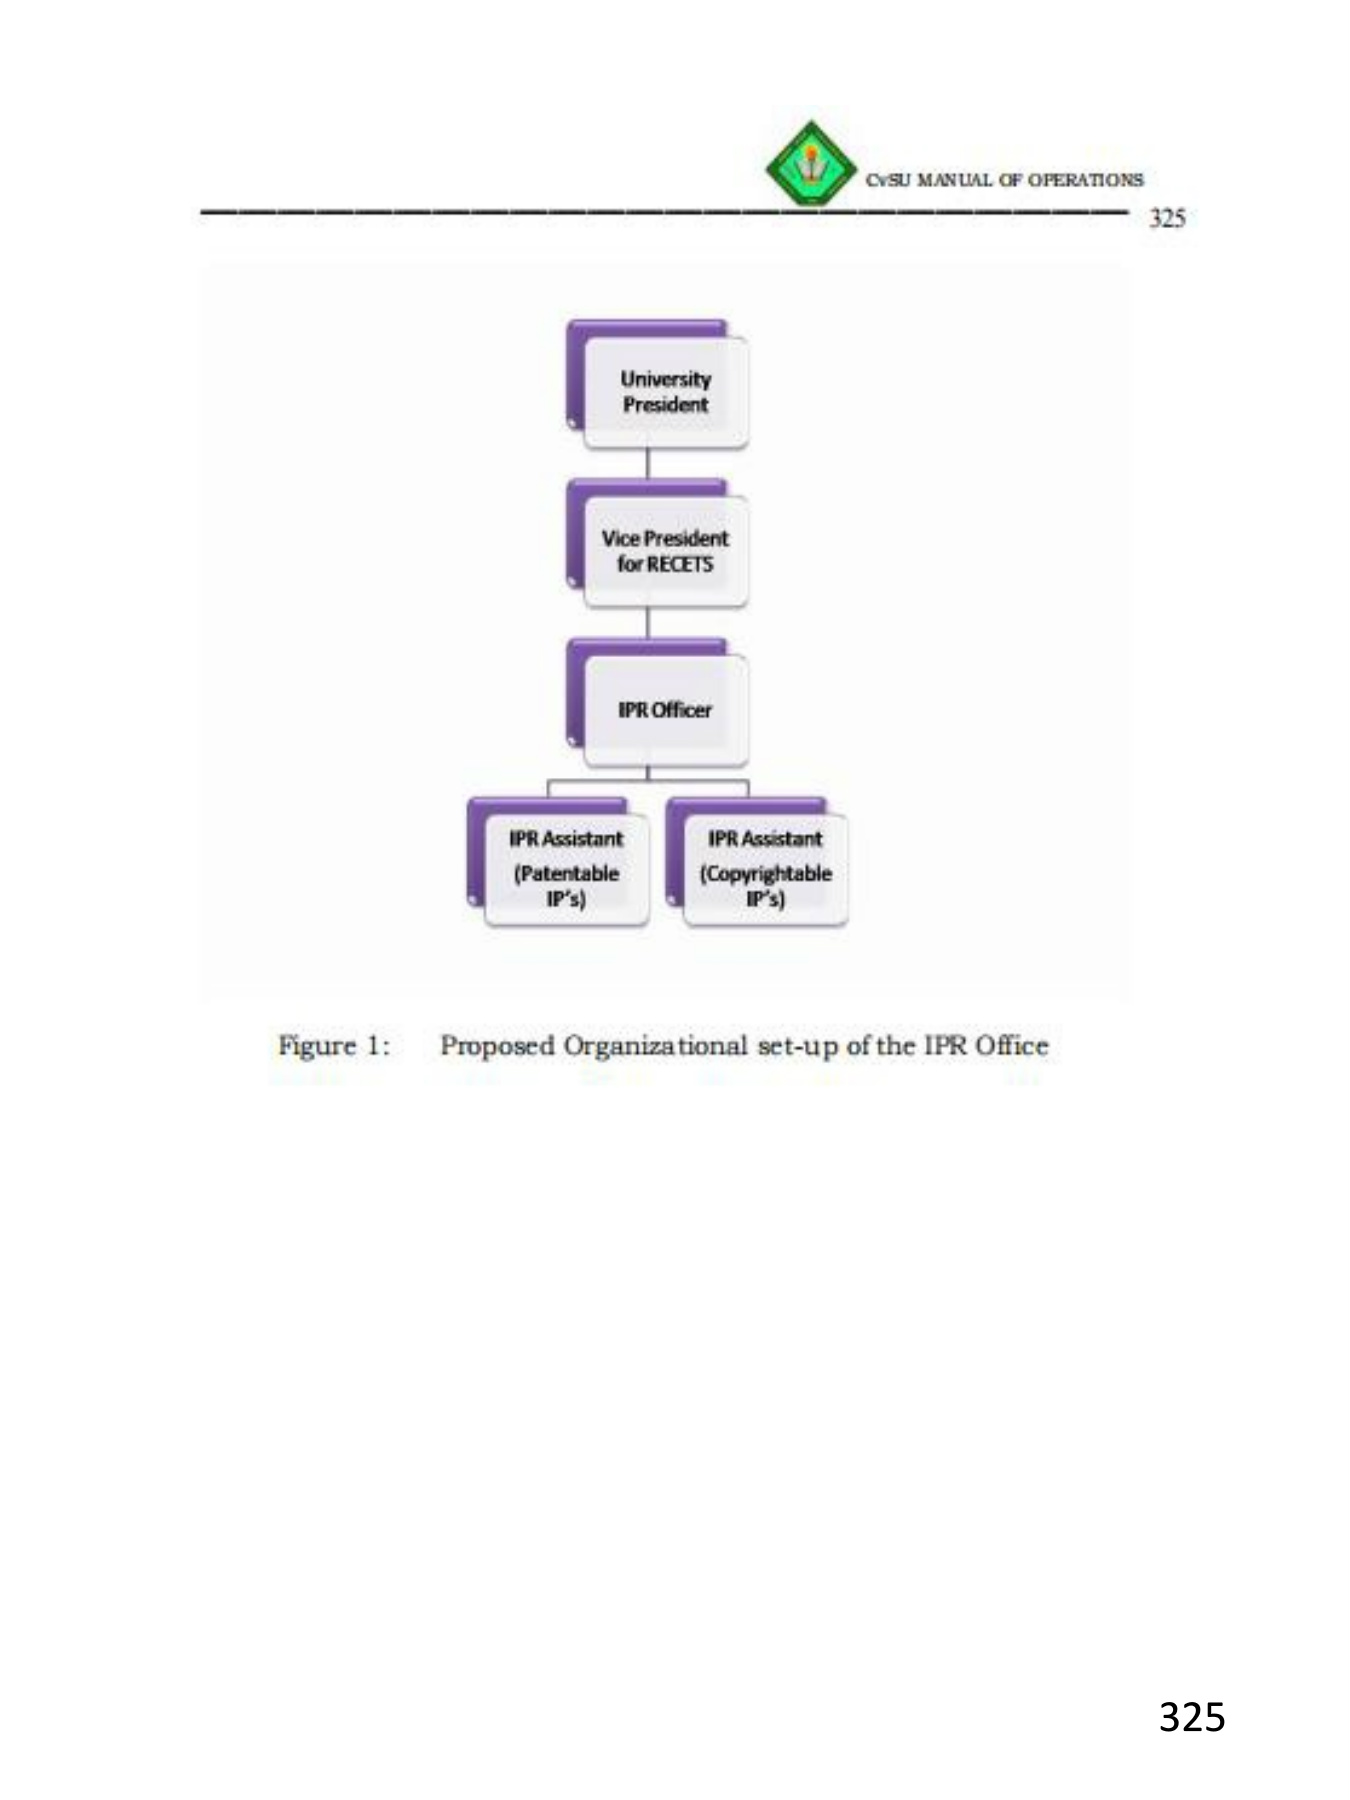 CvSU MANUAL OF OPERATIONS
325
University
President
Vice President
for RECETS
IPR Officer
IPR Assistant
(Patentable
IP's)
IPR Assistant
(Copyrightable
IP's)
Figure 1: Proposed Organizational set-up of the IPR Office
325